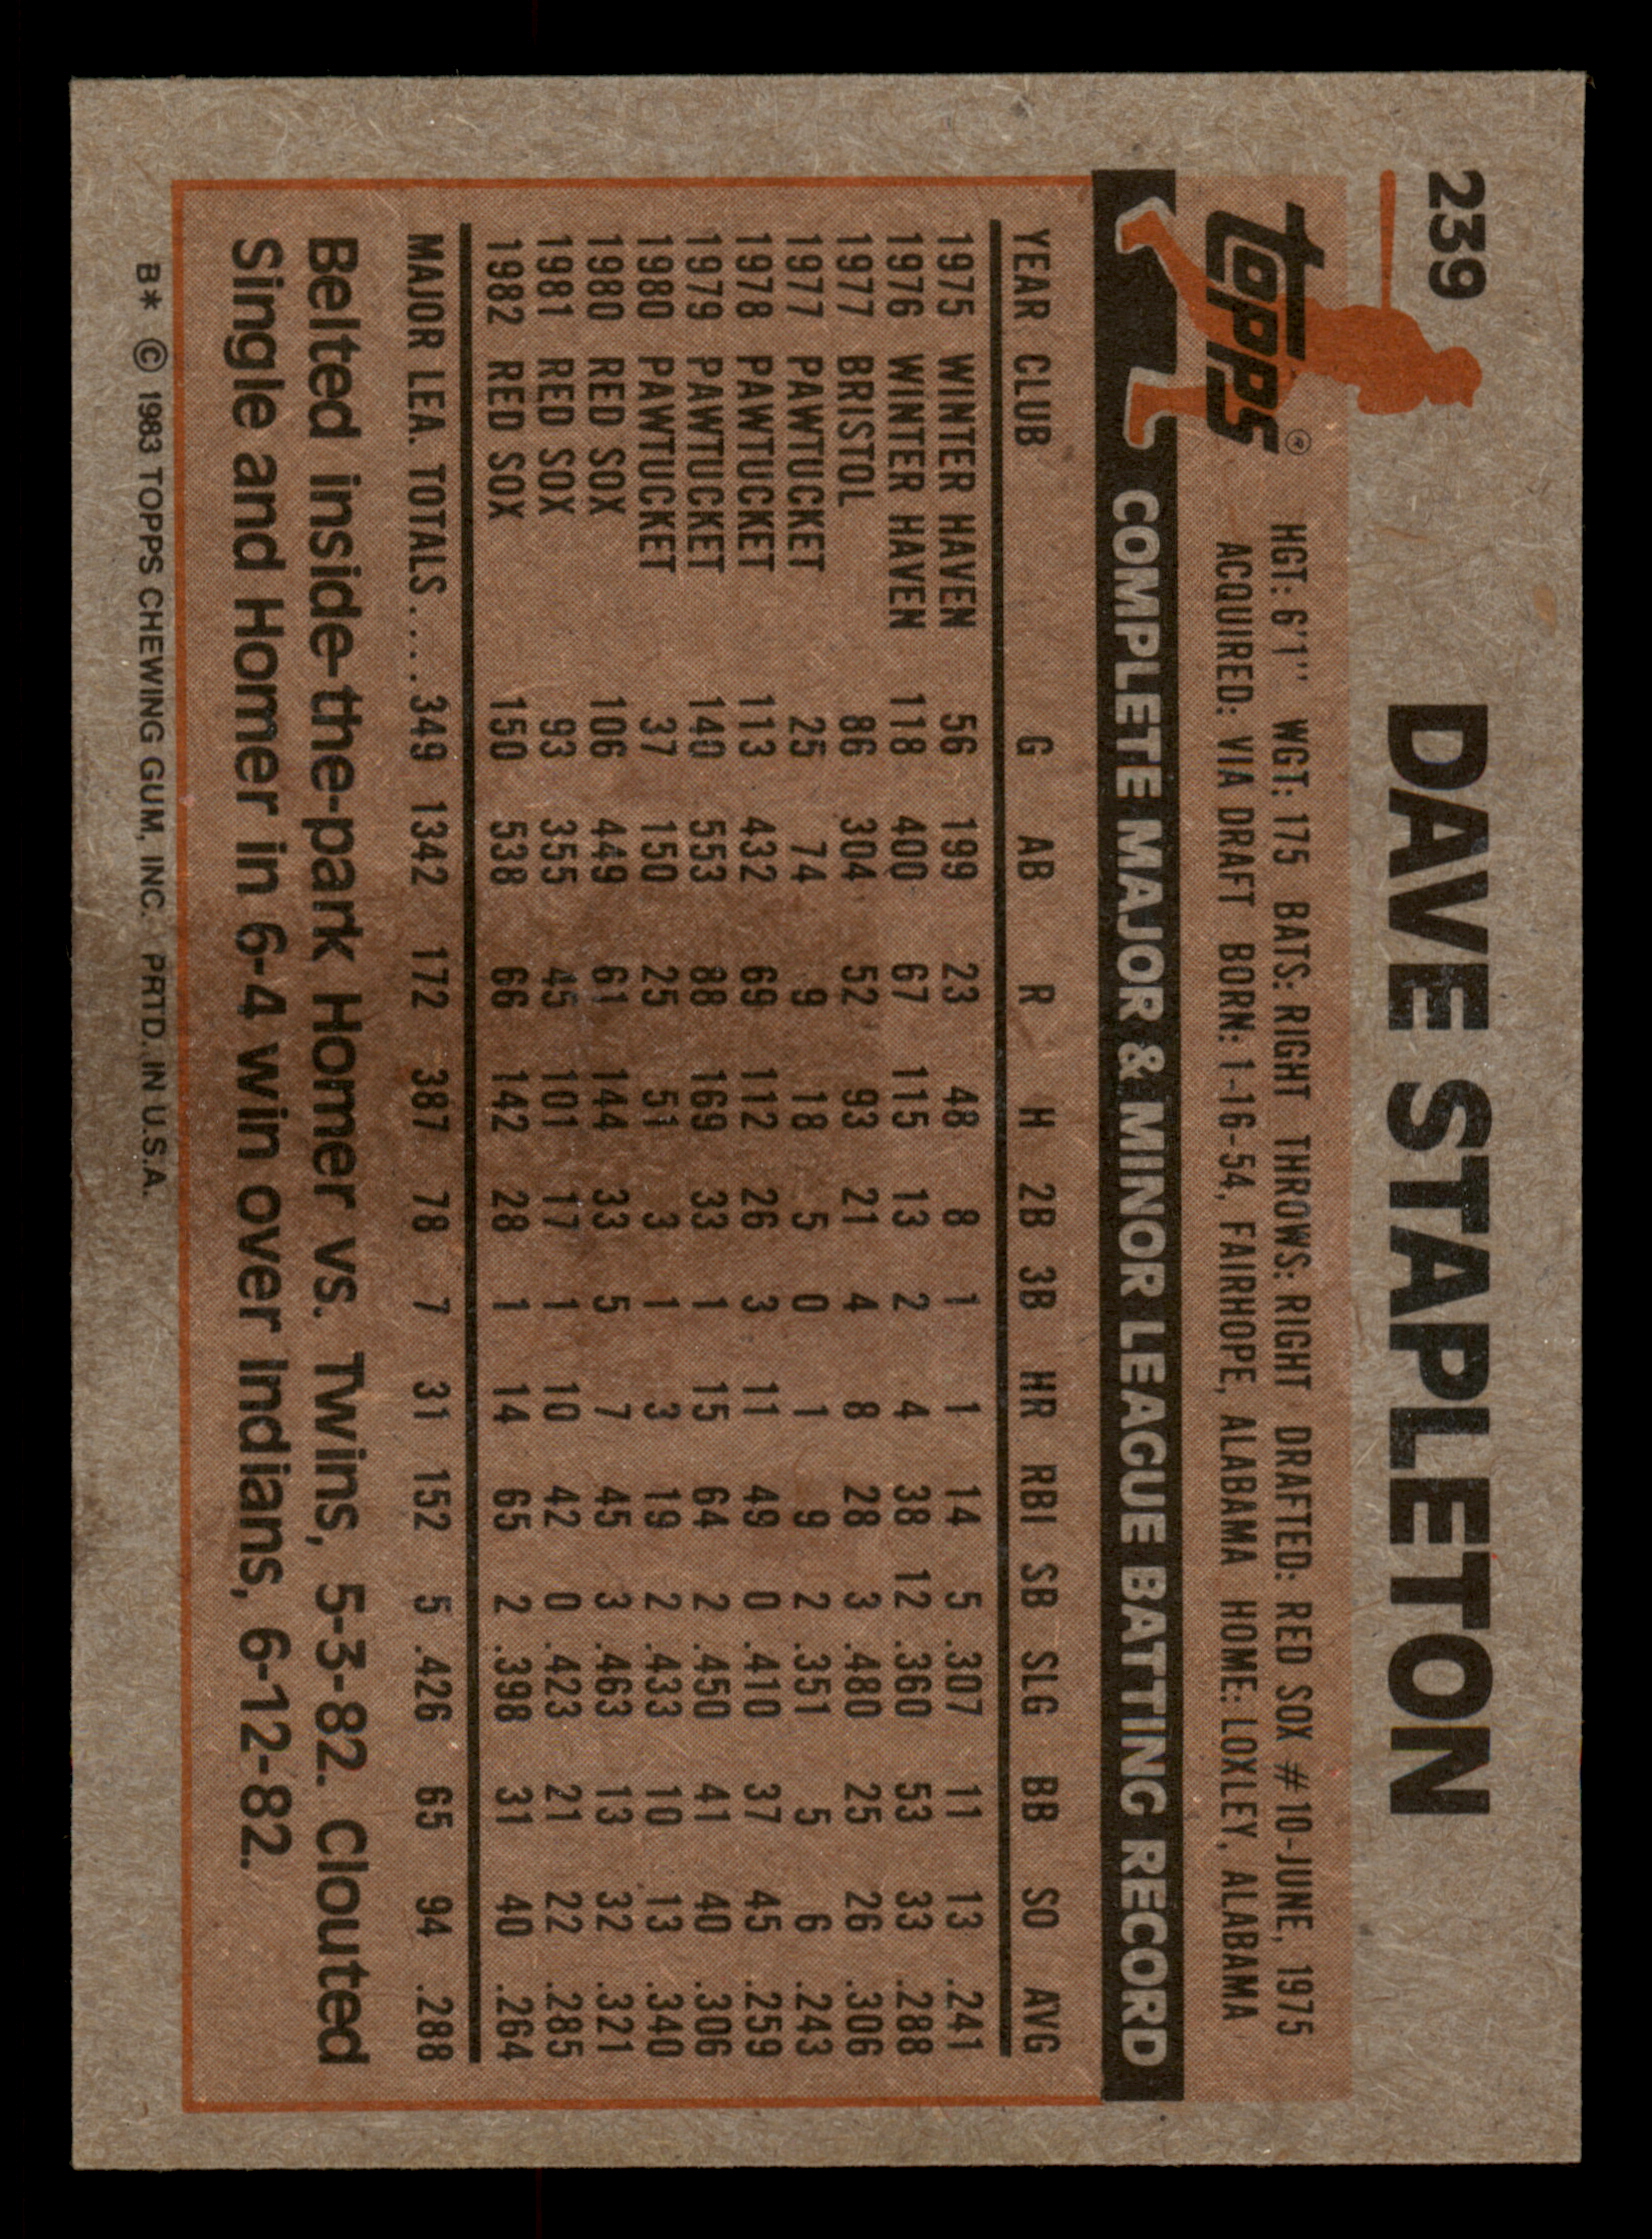 239 DAVE STAPLETON
topps®
HGT: 6'1'' WGT: 175 BATS: RIGHT THROWS: RIGHT DRAFTED: RED SOX #10-JUNE, 1975
ACQUIRED: VIA DRAFT BORN: 1-16-54, FAIRHOPE, ALABAMA HOME: LOXLEY, ALABAMA
COMPLETE MAJOR & MINOR LEAGUE BATTING RECORD
YEAR CLUB G AB R H 2B 3B HR RBI SB SLG BB SO AVG
1975 WINTER HAVEN 56 199 23 48 8 1 1 14 5 .307 11 13 .241
1976 WINTER HAVEN 118 400 67 115 13 2 4 38 12 .360 53 33 .288
1977 BRISTOL 86 304 52 93 21 4 8 28 3 .480 25 26 .306
1977 PAWTUCKET 25 74 9 18 5 0 1 9 2 .351 5 6 .243
1978 PAWTUCKET 113 432 69 112 26 3 11 49 0 .410 37 45 .259
1979 PAWTUCKET 140 553 88 169 33 1 15 64 2 .450 41 40 .306
1980 PAWTUCKET 37 150 25 51 3 1 3 19 2 .433 10 13 .340
1980 RED SOX 106 449 61 144 33 5 7 45 3 .463 13 32 .321
1981 RED SOX 93 355 45 101 17 1 10 42 0 .423 21 22 .285
1982 RED SOX 150 538 66 142 28 1 14 65 2 .398 31 40 .264
MAJOR LEA. TOTALS.....349 1342 172 387 78 7 31 152 5 .426 65 94 .288
Belted inside-the-park Homer vs. Twins, 5-3-82. Clouted
Single and Homer in 6-4 win over Indians, 6-12-82.
B* © 1983 TOPPS CHEWING GUM, INC. PRTD. IN U.S.A.